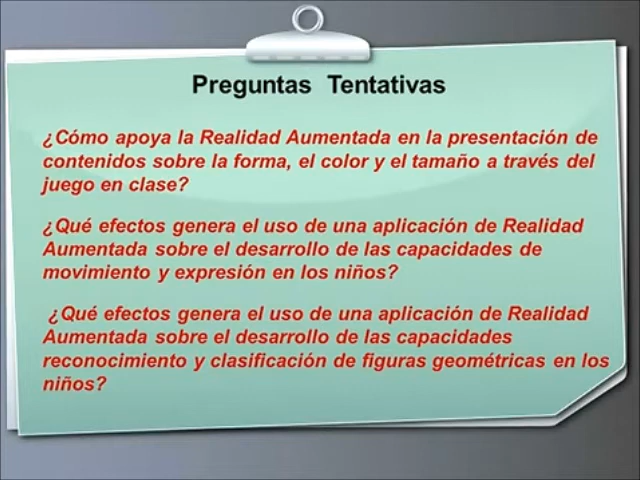 Preguntas Tentativas
¿Cómo apoya la Realidad Aumentada en la presentación de
contenidos sobre la forma, el color y el tamaño a través del
juego en clase?
¿Qué efectos genera el uso de una aplicación de Realidad
Aumentada sobre el desarrollo de las capacidades de
movimiento y expresión en los niños?
¿Qué efectos genera el uso de una aplicación de Realidad
Aumentada sobre el desarrollo de las capacidades
reconocimiento y clasificación de figuras geométricas en los
niños?